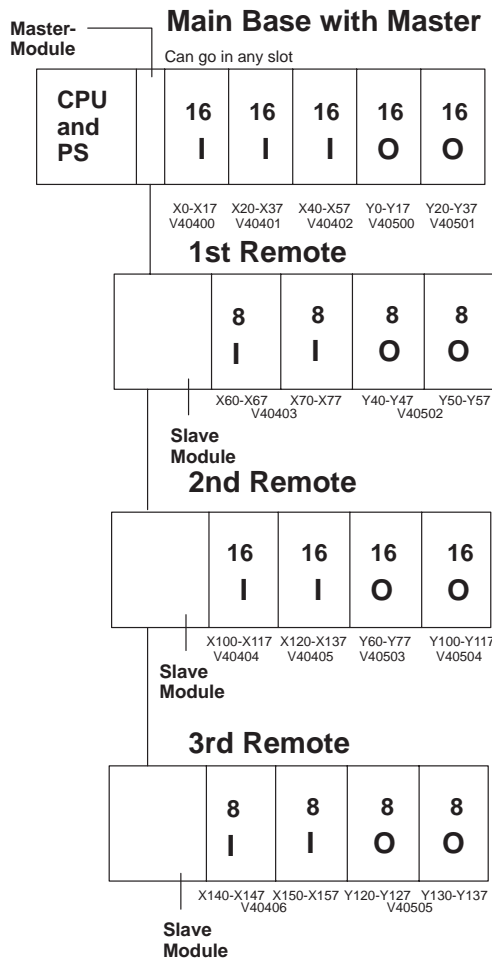 Main Base with Master
Master-
Module
Can go in any slot
CPU
and
PS
16 16 16 16 16
I I I O O
X0-X17 X20-X37 X40-X57 Y0-Y17 Y20-Y37
V40400 V40401 V40402 V40500 V40501
1st Remote
8 8 8 8
I I O O
X60-X67 X70-X77 Y40-Y47 Y50-Y57
V40403 V40502
Slave
Module
2nd Remote
16 16 16 16
I I O O
X100-X117 X120-X137 Y60-Y77 Y100-Y117
V40404 V40405 V40503 V40504
Slave
Module
3rd Remote
8 8 8 8
I I O O
X140-X147 X150-X157 Y120-Y127 Y130-Y137
V40406 V40505
Slave
Module